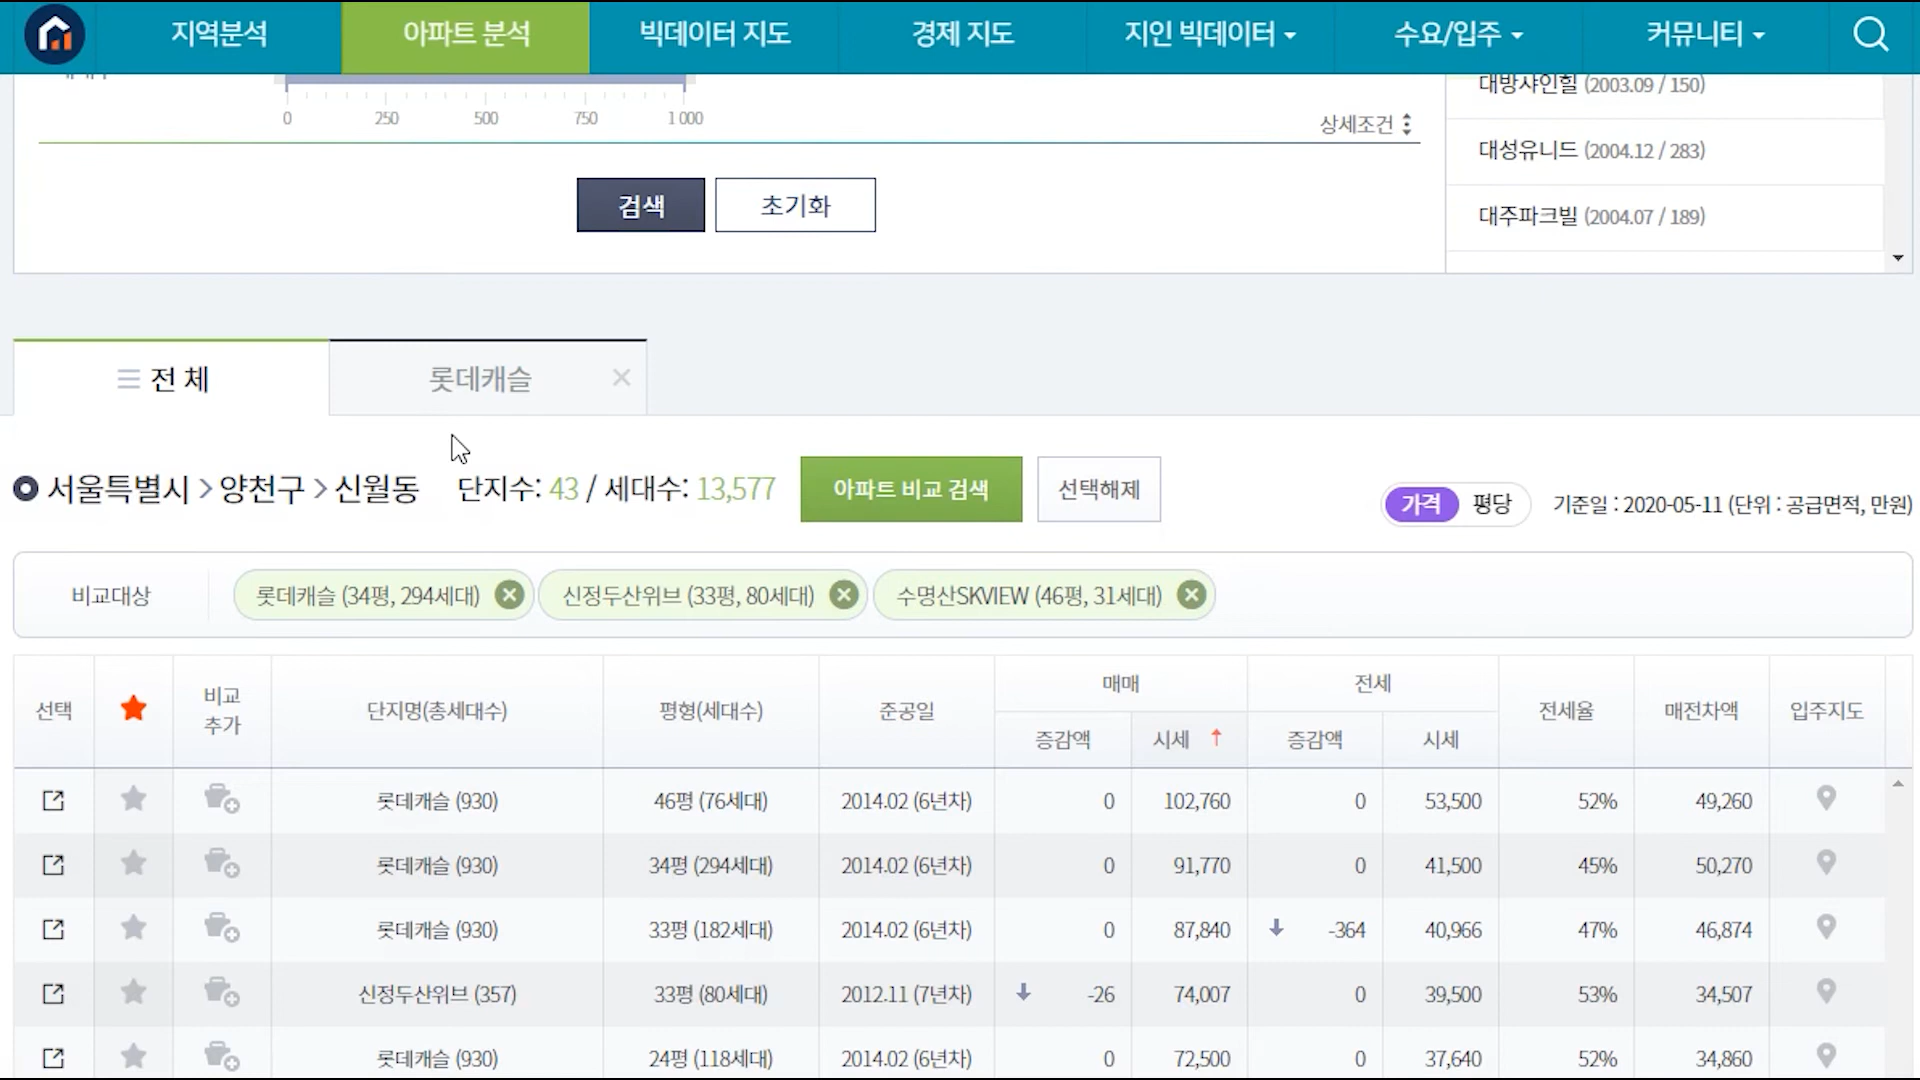 지역분석 아파트 분석 빅데이터 지도 경제 지도 지인 빅데이터 수요/입주 커뮤니티
0 250 500 750 1 000
상세조건
대방샤인힐 (2003.09 / 150)
대성유니드 (2004.12 / 283)
대주파크빌 (2004.07 / 189)
검색 초기화
전 체 롯데캐슬
서울특별시 > 양천구 > 신월동 단지수: 43 / 세대수: 13,577 아파트 비교 검색 선택해제 가격 평당 기준일 : 2020-05-11 (단위 : 공급면적, 만원)
비교대상 롯데캐슬 (34평, 294세대) 신정두산위브 (33평, 80세대) 수명산SKVIEW (46평, 31세대)
선택 비교 추가 단지명(총세대수) 평형(세대수) 준공일 매매 전세 전세율 매전차액 입주지도
증감액 시세 ↑ 증감액 시세
롯데캐슬 (930) 46평 (76세대) 2014.02 (6년차) 0 102,760 0 53,500 52% 49,260
롯데캐슬 (930) 34평 (294세대) 2014.02 (6년차) 0 91,770 0 41,500 45% 50,270
롯데캐슬 (930) 33평 (182세대) 2014.02 (6년차) 0 87,840 ↓ -364 40,966 47% 46,874
신정두산위브 (357) 33평 (80세대) 2012.11 (7년차) ↓ -26 74,007 0 39,500 53% 34,507
롯데캐슬 (930) 24평 (118세대) 2014.02 (6년차) 0 72,500 0 37,640 52% 34,860